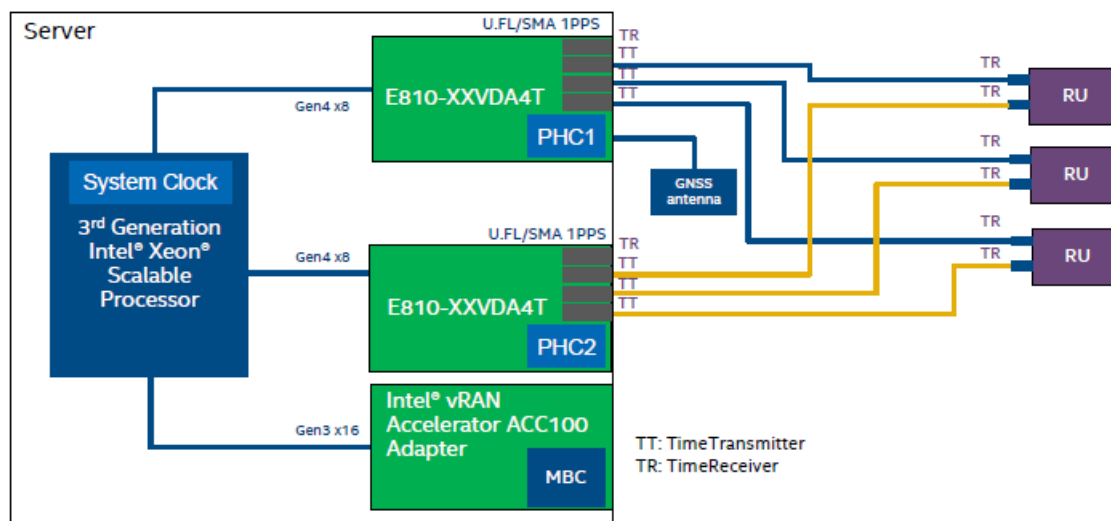 Server
U.FL/SMA 1PPS
TR
TT
TT
TT
E810-XXVDA4T
PHC1
Gen4 x8
GNSS
antenna
TR
TR
RU
TR
TR
RU
TR
TR
RU
System Clock
3rd Generation
Intel® Xeon®
Scalable
Processor
U.FL/SMA 1PPS
TR
TT
TT
TT
Gen4 x8
E810-XXVDA4T
PHC2
Intel® vRAN
Accelerator ACC100
Adapter
Gen3 x16
MBC
TT: TimeTransmitter
TR: TimeReceiver